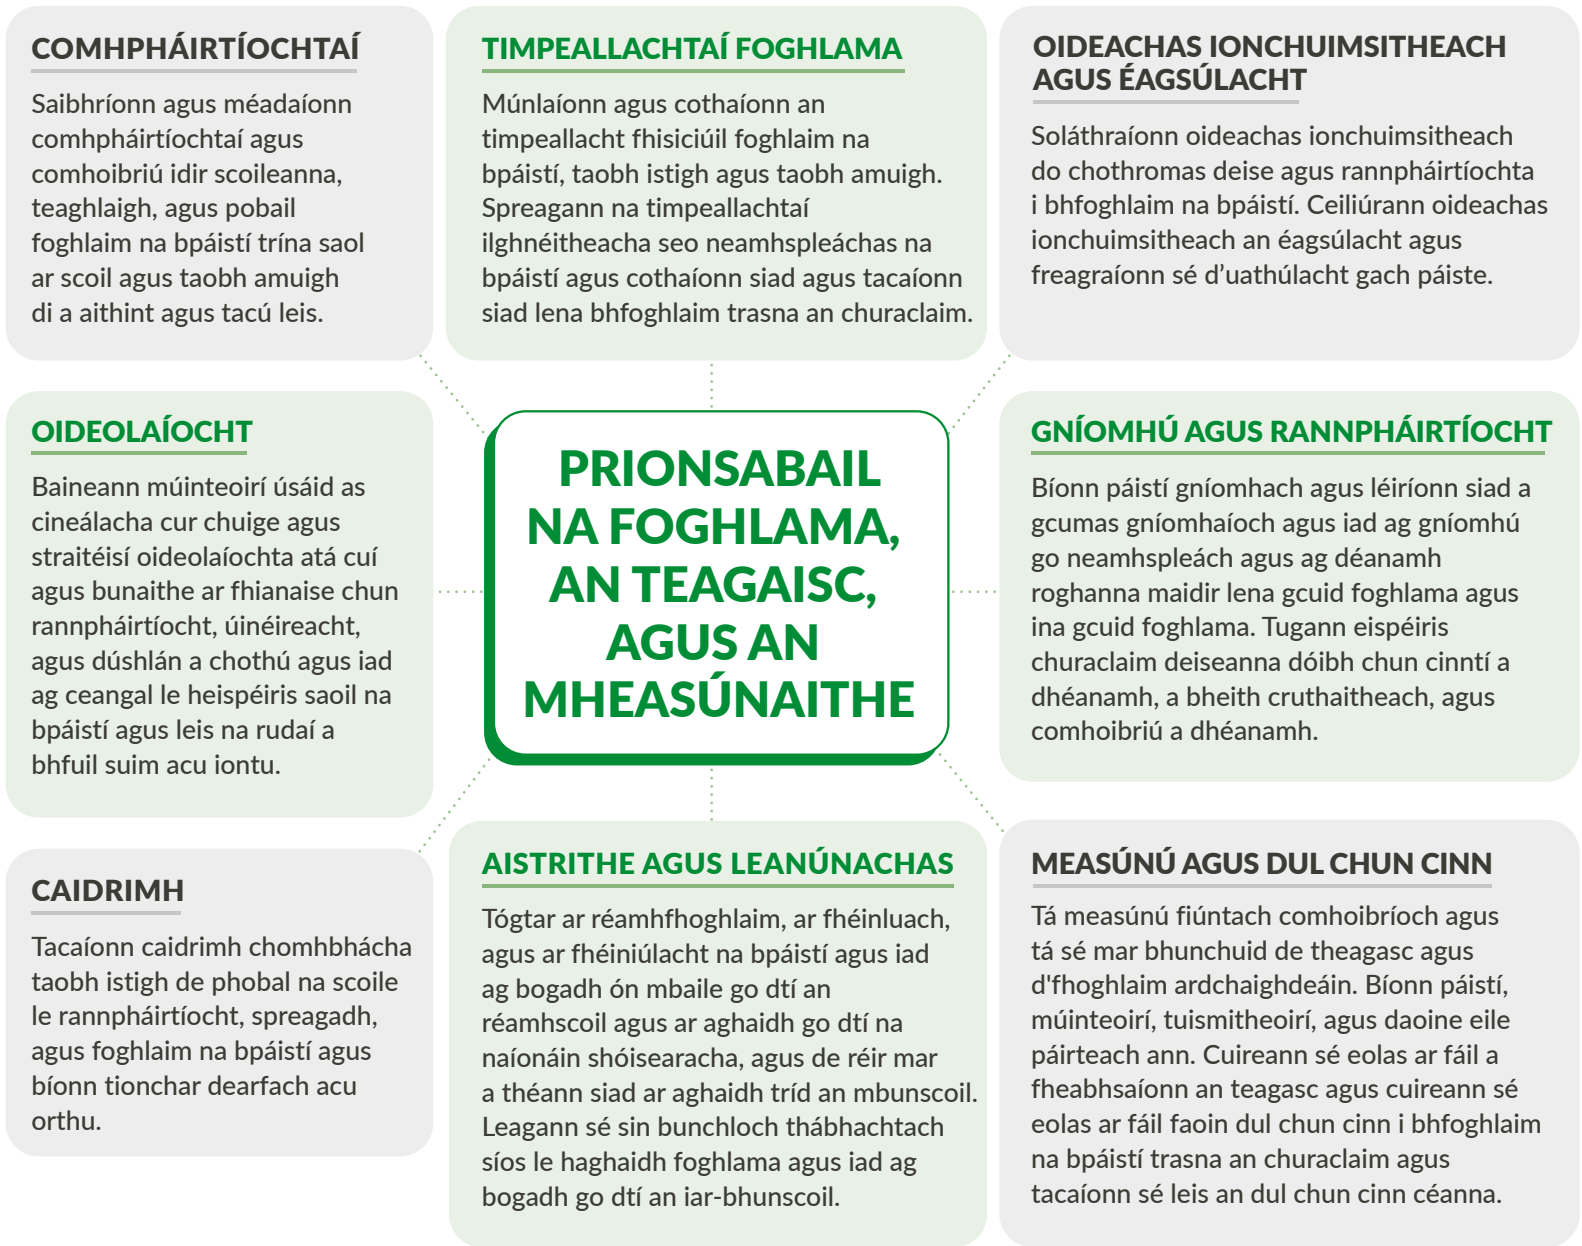 COMHPHÁIRTÍOCHTAÍ
Saibhríonn agus méadaíonn
comhpháirtíochtaí agus
comhoibriú idir scoileanna,
teaghlaigh, agus pobail
foghlaim na bpáistí trína saol
ar scoil agus taobh amuigh
di a aithint agus tacú leis.
TIMPEALLACHTAÍ FOGHLAMA
Múnlaíonn agus cothaíonn an
timpeallacht fhisiciúil foghlaim na
bpáistí, taobh istigh agus taobh amuigh.
Spreagann na timpeallachtaí
ilghnéitheacha seo neamhspleáchas na
bpáistí agus cothaíonn siad agus tacaíonn
siad lena bhfoghlaim trasna an churaclaim.
OIDEACHAS IONCHUIMSITHEACH
AGUS ÉAGSÚLACHT
Soláthraíonn oideachas ionchuimsitheach
do chothromas deise agus rannpháirtíochta
i bhfoghlaim na bpáistí. Ceiliúrann oideachas
ionchuimsitheach an éagsúlacht agus
freagraíonn sé d’uathúlacht gach páiste.
OIDEOLAÍOCHT
Baineann múinteoirí úsáid as
cineálacha cur chuige agus
straitéisí oideolaíochta atá cuí
agus bunaithe ar fhianaise chun
rannpháirtíocht, úinéireacht,
agus dúshlán a chothú agus iad
ag ceangal le heispéiris saoil na
bpáistí agus leis na rudaí a
bhfuil suim acu iontu.
PRIONSABAIL
NA FOGHLAMA,
AN TEAGAISC,
AGUS AN
MHEASÚNAITHE
GNÍOMHÚ AGUS RANNPHÁIRTÍOCHT
Bíonn páistí gníomhach agus léiríonn siad a
gcumas gníomhaíoch agus iad ag gníomhú
go neamhspleách agus ag déanamh
roghanna maidir lena gcuid foghlama agus
ina gcuid foghlama. Tugann eispéiris
churaclaim deiseanna dóibh chun cinntí a
dhéanamh, a bheith cruthaitheach, agus
comhoibriú a dhéanamh.
CAIDRIMH
Tacaíonn caidrimh chomhbhácha
taobh istigh de phobal na scoile
le rannpháirtíocht, spreagadh,
agus foghlaim na bpáistí agus
bíonn tionchar dearfach acu
orthu.
AISTRITHE AGUS LEANÚNACHAS
Tógtar ar réamhfhoghlaim, ar fhéinluach,
agus ar fhéiniúlacht na bpáistí agus iad
ag bogadh ón mbaile go dtí an
réamhscoil agus ar aghaidh go dtí na
naíonáin shóisearacha, agus de réir mar
a théann siad ar aghaidh tríd an mbunscoil.
Leagann sé sin bunchloch thábhachtach
síos le haghaidh foghlama agus iad ag
bogadh go dtí an iar-bhunscoil.
MEASÚNÚ AGUS DUL CHUN CINN
Tá measúnú fiúntach comhoibríoch agus
tá sé mar bhunchuid de theagasc agus
d'fhoghlaim ardchaighdeáin. Bíonn páistí,
múinteoirí, tuismitheoirí, agus daoine eile
páirteach ann. Cuireann sé eolas ar fáil a
fheabhsaíonn an teagasc agus cuireann sé
eolas ar fáil faoin dul chun cinn i bhfoghlaim
na bpáistí trasna an churaclaim agus
tacaíonn sé leis an dul chun cinn céanna.